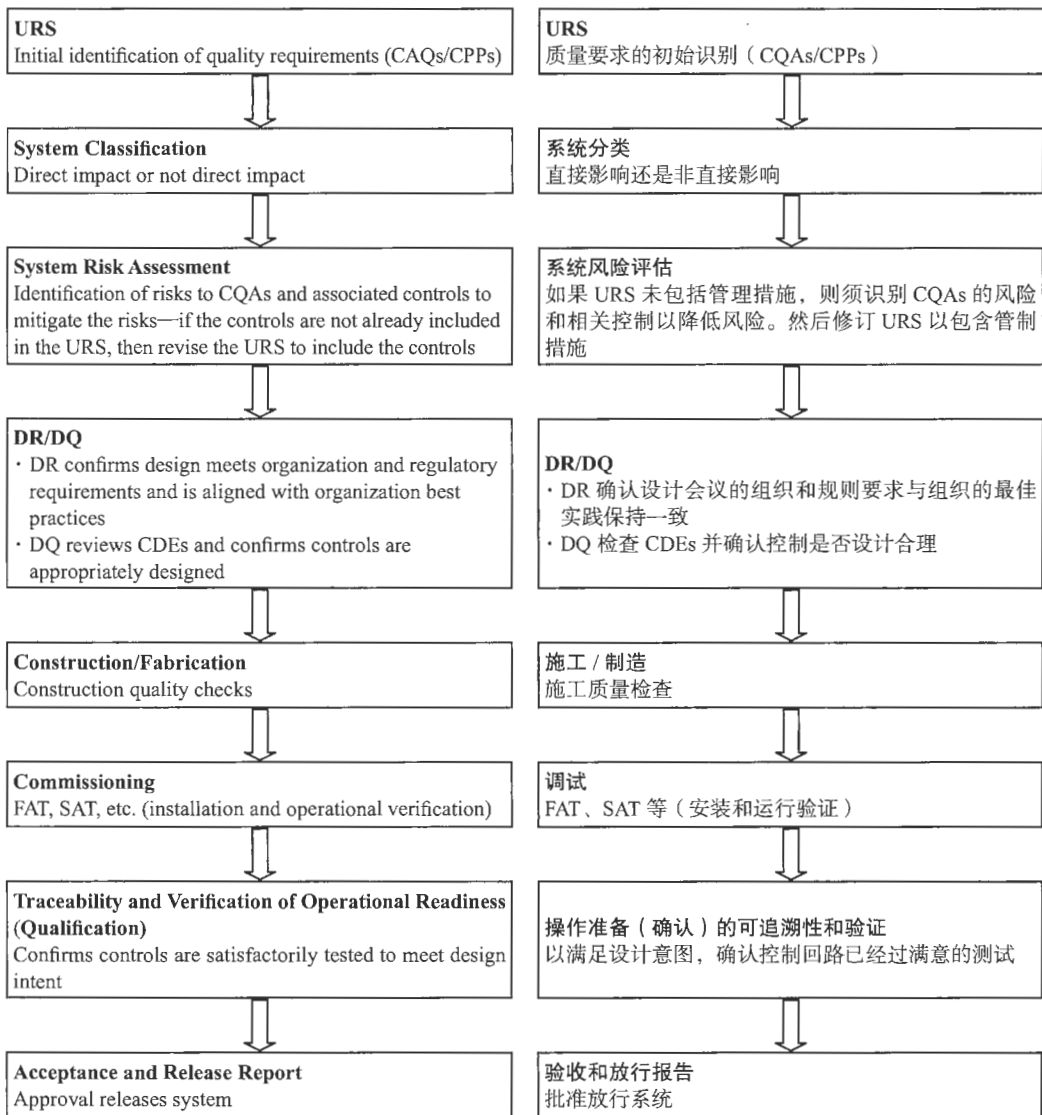 URS
Initial identification of quality requirements (CAQs/CPPs)
System Classification
Direct impact or not direct impact
System Risk Assessment
Identification of risks to CQAs and associated controls to
mitigate the risks—if the controls are not already included
in the URS, then revise the URS to include the controls
DR/DQ
· DR confirms design meets organization and regulatory
requirements and is aligned with organization best
practices
· DQ reviews CDEs and confirms controls are
appropriately designed
Construction/Fabrication
Construction quality checks
Commissioning
FAT, SAT, etc. (installation and operational verification)
Traceability and Verification of Operational Readiness
(Qualification)
Confirms controls are satisfactorily tested to meet design
intent
Acceptance and Release Report
Approval releases system
URS
质量要求的初始识别（CQAs/CPPs）
系统分类
直接影响还是非直接影响
系统风险评估
如果 URS 未包括管理措施，则须识别 CQAs 的风险
和相关控制以降低风险。然后修订 URS 以包含管制
措施
DR/DQ
· DR 确认设计会议的组织和规则要求与组织的最佳
实践保持一致
· DQ 检查 CDEs 并确认控制是否设计合理
施工 / 制造
施工质量检查
调试
FAT、SAT 等（安装和运行验证）
操作准备（确认）的可追溯性和验证
以满足设计意图，确认控制回路已经过满意的测试
验收和放行报告
批准放行系统